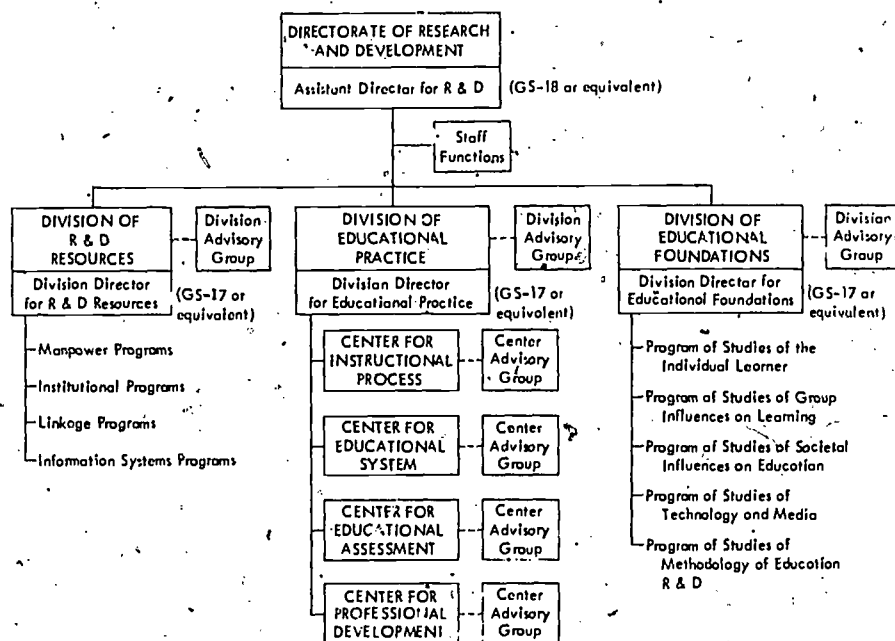 DIRECTORATE OF RESEARCH
AND DEVELOPMENT
Assistant Director for R & D
(GS-18 or equivalent)
Staff
Functions
DIVISION OF
R & D
RESOURCES
Division Director
for R & D Resources
Division
Advisory
Group
(GS-17 or
equivalent)
Manpower Programs
Institutional Programs
Linkage Programs
Information Systems Programs
DIVISION OF
EDUCATIONAL
PRACTICE
Division Director
for Educational Practice
Division
Advisory
Group
(GS-17 or
equivalent)
CENTER FOR
INSTRUCTIONAL
PROCESS
Center
Advisory
Group
CENTER FOR
EDUCATIONAL
SYSTEM
Center
Advisory
Group
CENTER FOR
EDUCATIONAL
ASSESSMENT
Center
Advisory
Group
CENTER FOR
PROFESSIONAL
DEVELOPMENT
Center
Advisory
Group
DIVISION OF
EDUCATIONAL
FOUNDATIONS
Division Director for
Educational Foundations
Division
Advisory
Group
(GS-17 or
equivalent)
Program of Studies of the
Individual Learner
Program of Studies of Group
Influences on Learning
Program of Studies of Societal
Influences on Education
Program of Studies of
Technology and Media
Program of Studies of
Methodology of Education
R & D